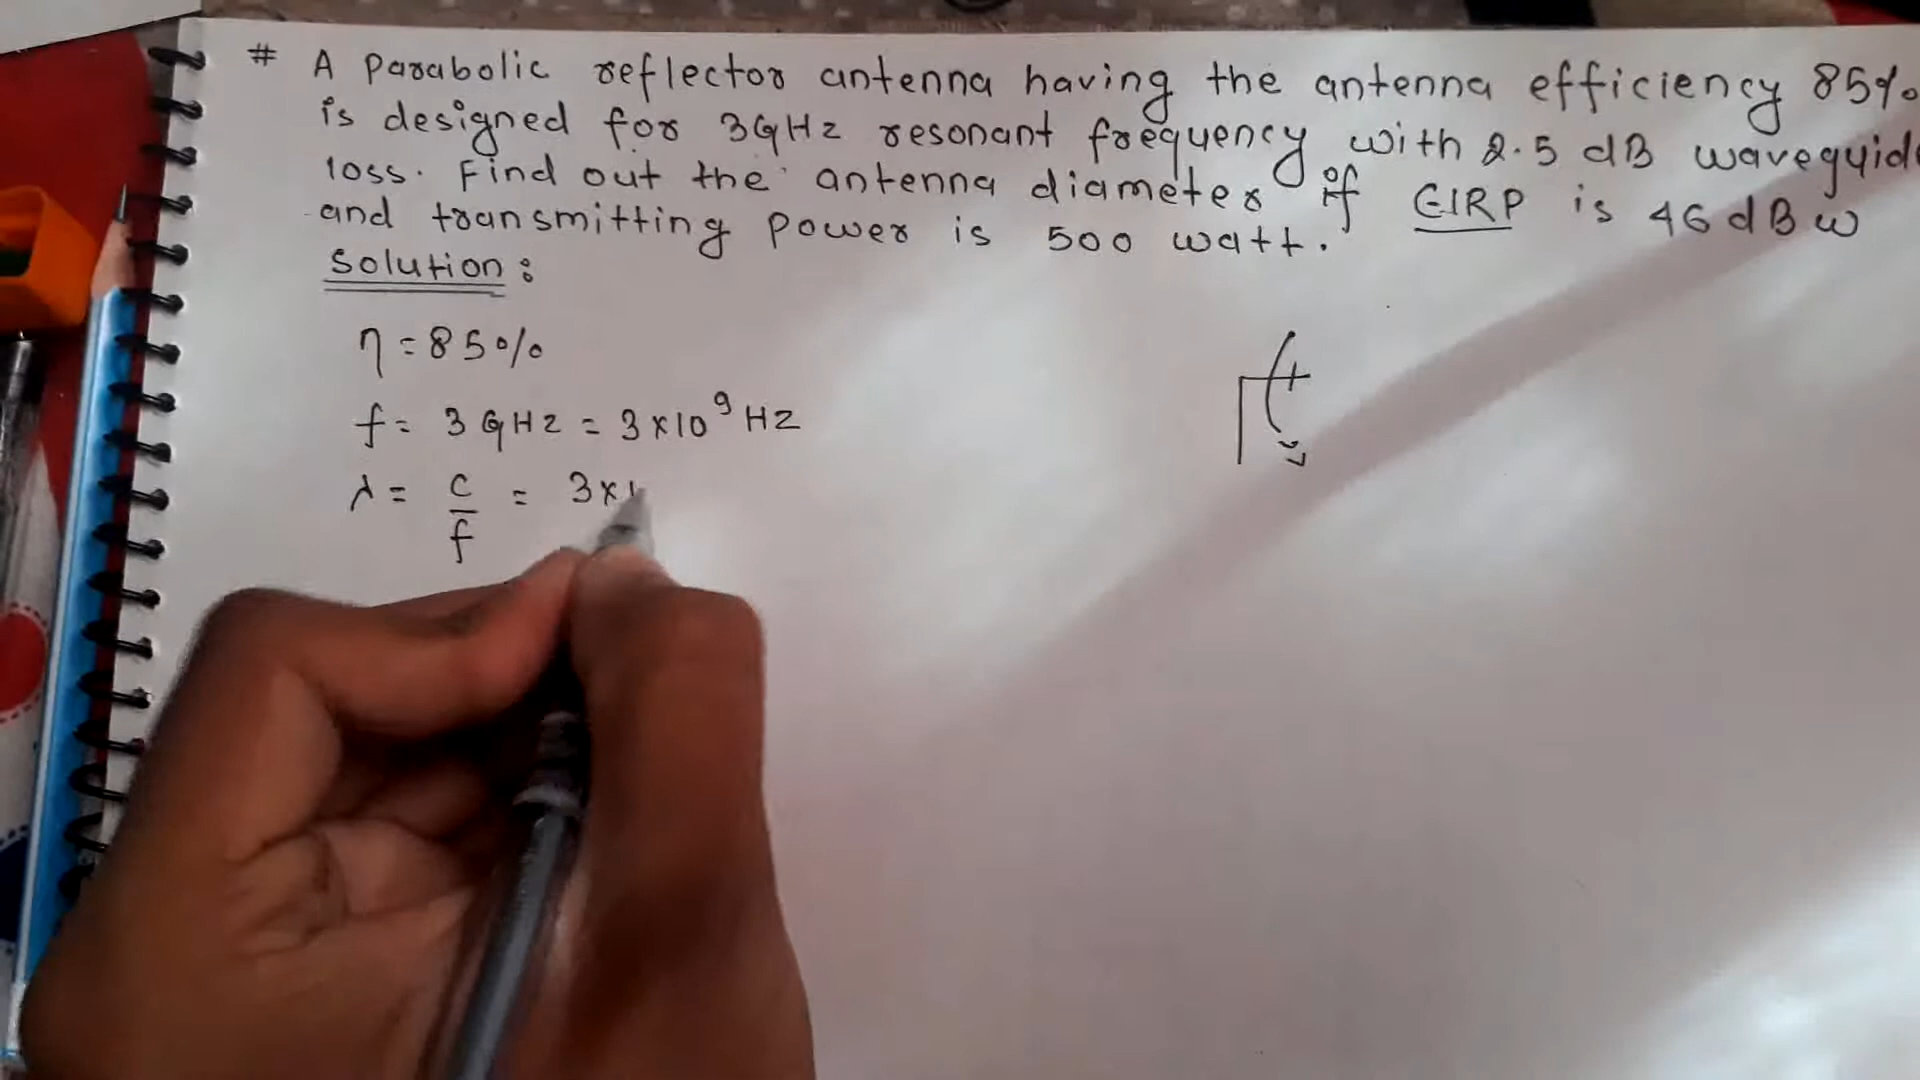 # A Parabolic reflector antenna having the antenna efficiency 85%
is designed for 3GHz resonant frequency with 2.5 dB waveguid
loss. Find out the antenna diameter of if EIRP is 46 dBw
and transmitting power is 500 watt.
Solution:
η = 85%
f = 3 GHz = 3×10⁹ Hz
λ = c/f = 3×1